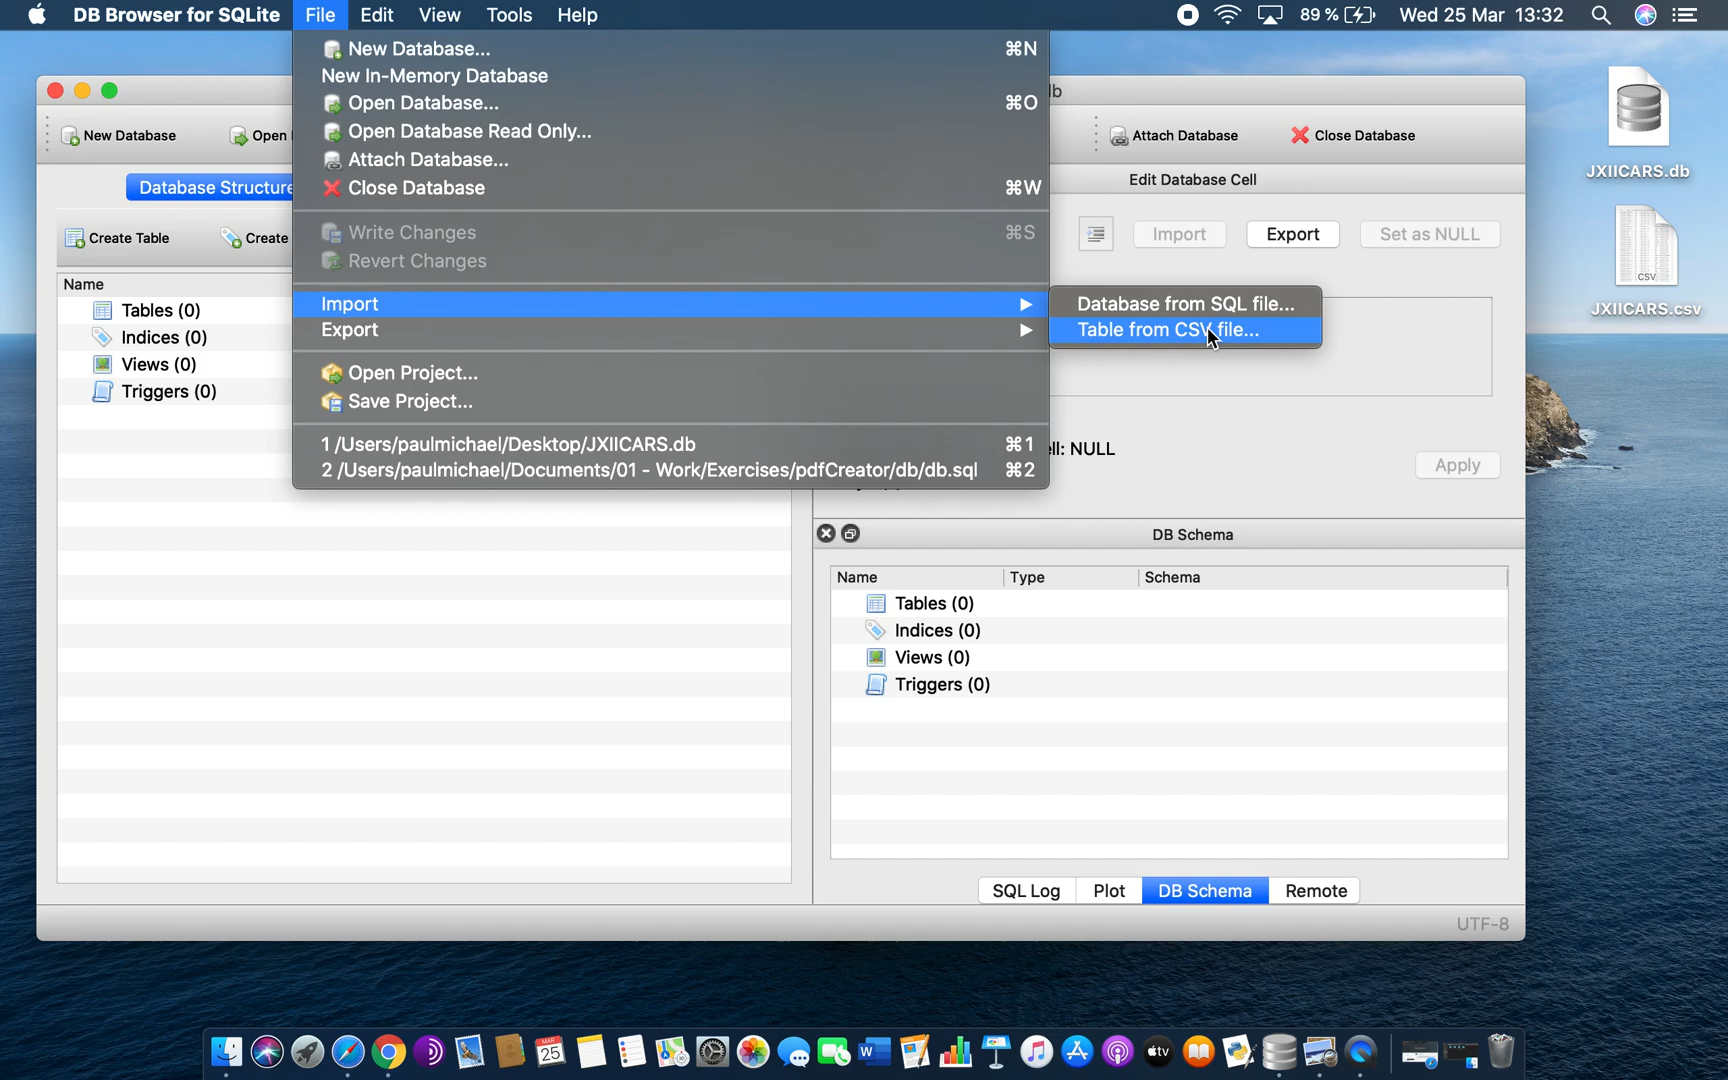 DB Browser for SQLite File Edit View Tools Help 89 % Wed 25 Mar 13:32
New Database... ⌘N
New In-Memory Database
Open Database... ⌘O
Open Database Read Only...
Attach Database...
Close Database ⌘W
Write Changes ⌘S
Revert Changes
Import
Export
Database from SQL file...
Table from CSV file...
Open Project...
Save Project...
1 /Users/paulmichael/Desktop/JXIICARS.db ⌘1
2 /Users/paulmichael/Documents/01 - Work/Exercises/pdfCreator/db/db.sql ⌘2
New Database Open
Database Structure
Create Table Create
Name
Tables (0)
Indices (0)
Views (0)
Triggers (0)
Attach Database Close Database
Edit Database Cell
Import Export Set as NULL
NULL
Apply
DB Schema
Name Type Schema
Tables (0)
Indices (0)
Views (0)
Triggers (0)
SQL Log Plot DB Schema Remote
UTF-8
JXIICARS.db
CSV
JXIICARS.csv
MAR
25
W
tv